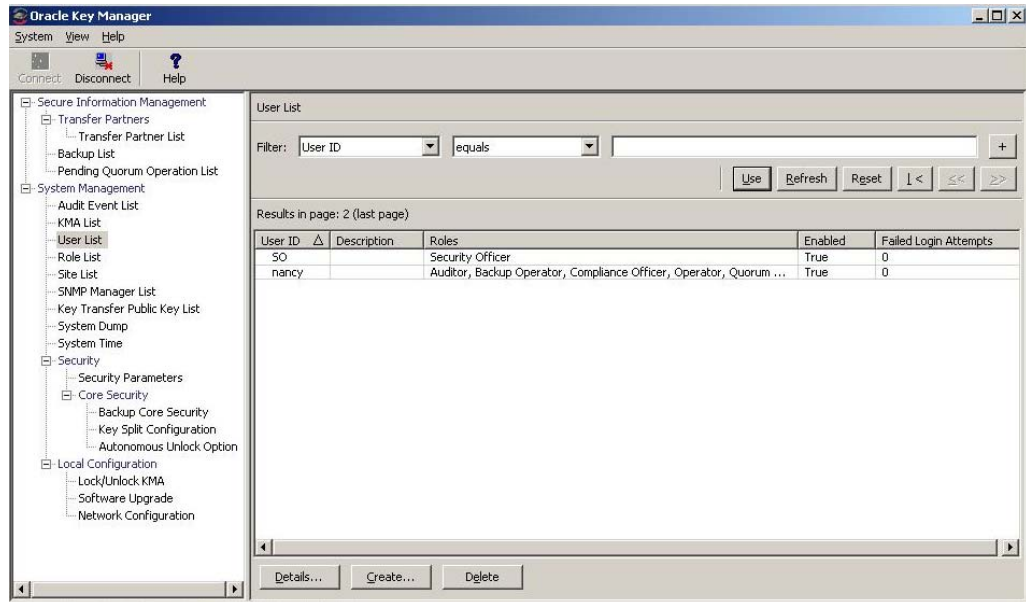 Oracle Key Manager
System View Help
Connect Disconnect Help
Secure Information Management
Transfer Partners
Transfer Partner List
Backup List
Pending Quorum Operation List
System Management
Audit Event List
KMA List
User List
Role List
Site List
SNMP Manager List
Key Transfer Public Key List
System Dump
System Time
Security
Security Parameters
Core Security
Backup Core Security
Key Split Configuration
Autonomous Unlock Option
Local Configuration
Lock/Unlock KMA
Software Upgrade
Network Configuration
User List
Filter: User ID equals +
Use Refresh Reset |< << >>
Results in page: 2 (last page)
User ID Description Roles Enabled Failed Login Attempts
SO Security Officer True 0
nancy Auditor, Backup Operator, Compliance Officer, Operator, Quorum ... True 0
Details... Create... Delete